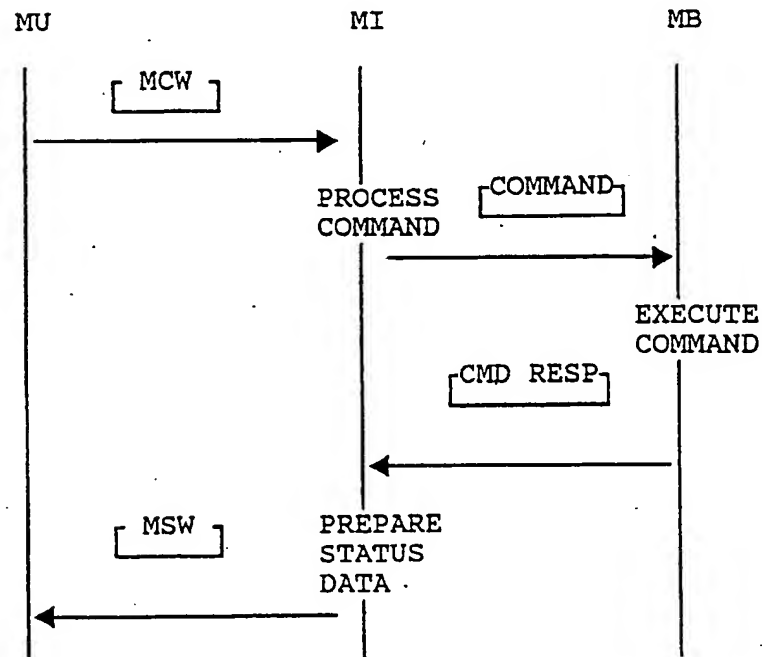 MU MI MB
MCW
PROCESS
COMMAND
COMMAND
EXECUTE
COMMAND
CMD RESP
MSW
PREPARE
STATUS
DATA